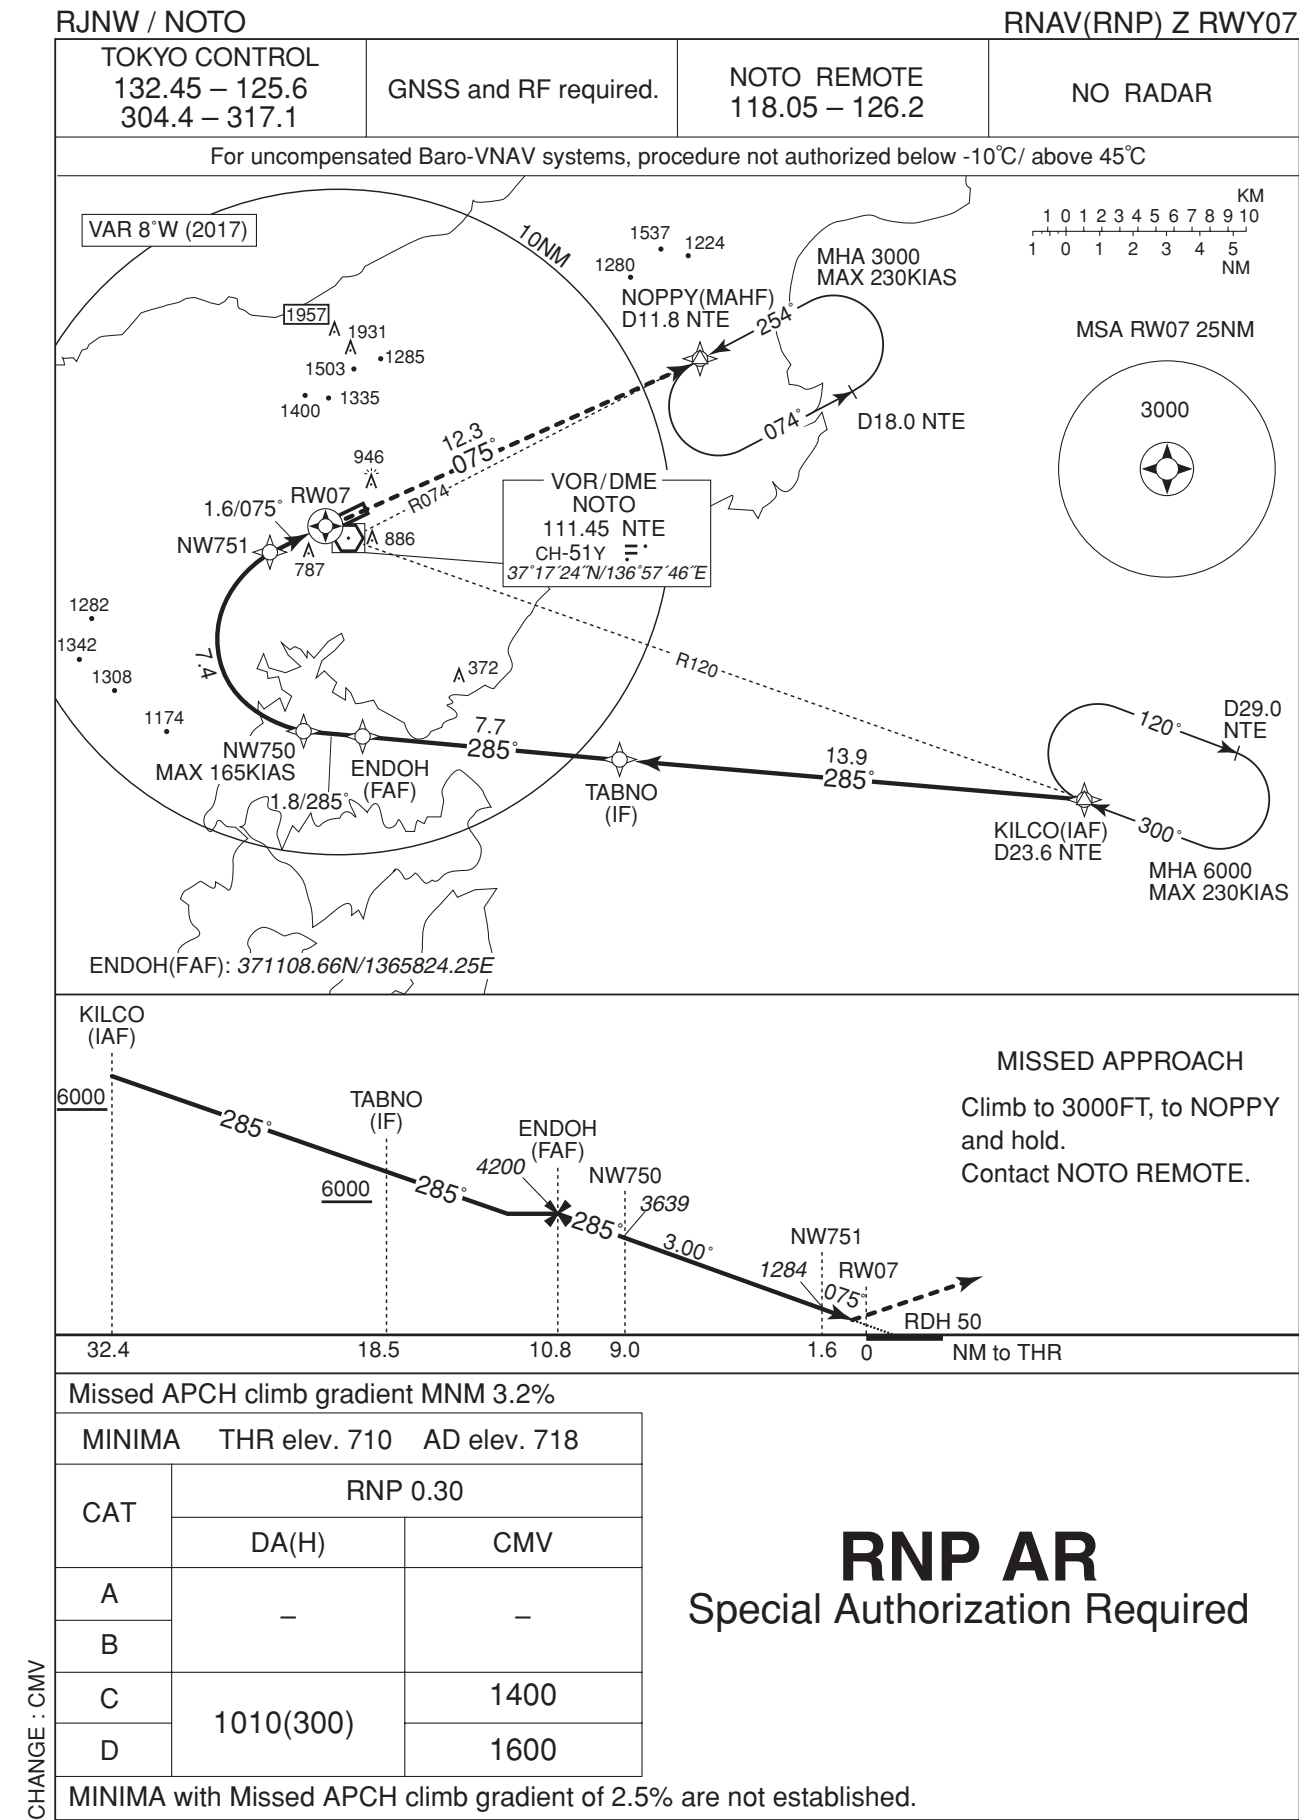 RJNW / NOTO
RNAV(RNP) Z RWY07
TOKYO CONTROL
132.45 – 125.6
304.4 – 317.1
GNSS and RF required.
NOTO REMOTE
118.05 – 126.2
NO RADAR
For uncompensated Baro-VNAV systems, procedure not authorized below -10℃/ above 45℃
VAR 8°W (2017)
10NM
KM
1 0 1 2 3 4 5 6 7 8 9 10
1 0 1 2 3 4 5
NM
1537
1224
1280
MHA 3000
MAX 230KIAS
NOPPY(MAHF)
D11.8 NTE
254°
074°
D18.0 NTE
MSA RW07 25NM
3000
1957
1931
1285
1503
1400
1335
12.3
075°
R074
946
RW07
1.6/075°
NW751
787
886
VOR/DME
NOTO
111.45 NTE
CH-51Y
37°17´24˝N/136°57´46˝E
1282
1342
1308
1174
7.4
372
R120
NW750
MAX 165KIAS
1.8/285°
ENDOH
(FAF)
7.7
285°
TABNO
(IF)
13.9
285°
120°
D29.0
NTE
300°
KILCO(IAF)
D23.6 NTE
MHA 6000
MAX 230KIAS
ENDOH(FAF): 371108.66N/1365824.25E
KILCO
(IAF)
6000
285°
TABNO
(IF)
6000
285°
ENDOH
(FAF)
4200
285°
NW750
3639
3.00°
NW751
1284
075°
RW07
RDH 50
32.4 18.5 10.8 9.0 1.6 0 NM to THR
MISSED APPROACH
Climb to 3000FT, to NOPPY
and hold.
Contact NOTO REMOTE.
Missed APCH climb gradient MNM 3.2%
MINIMA THR elev. 710 AD elev. 718
CAT
RNP 0.30
DA(H)
CMV
A
B
–
–
C
D
1010(300)
1400
1600
MINIMA with Missed APCH climb gradient of 2.5% are not established.
RNP AR
Special Authorization Required
CHANGE : CMV